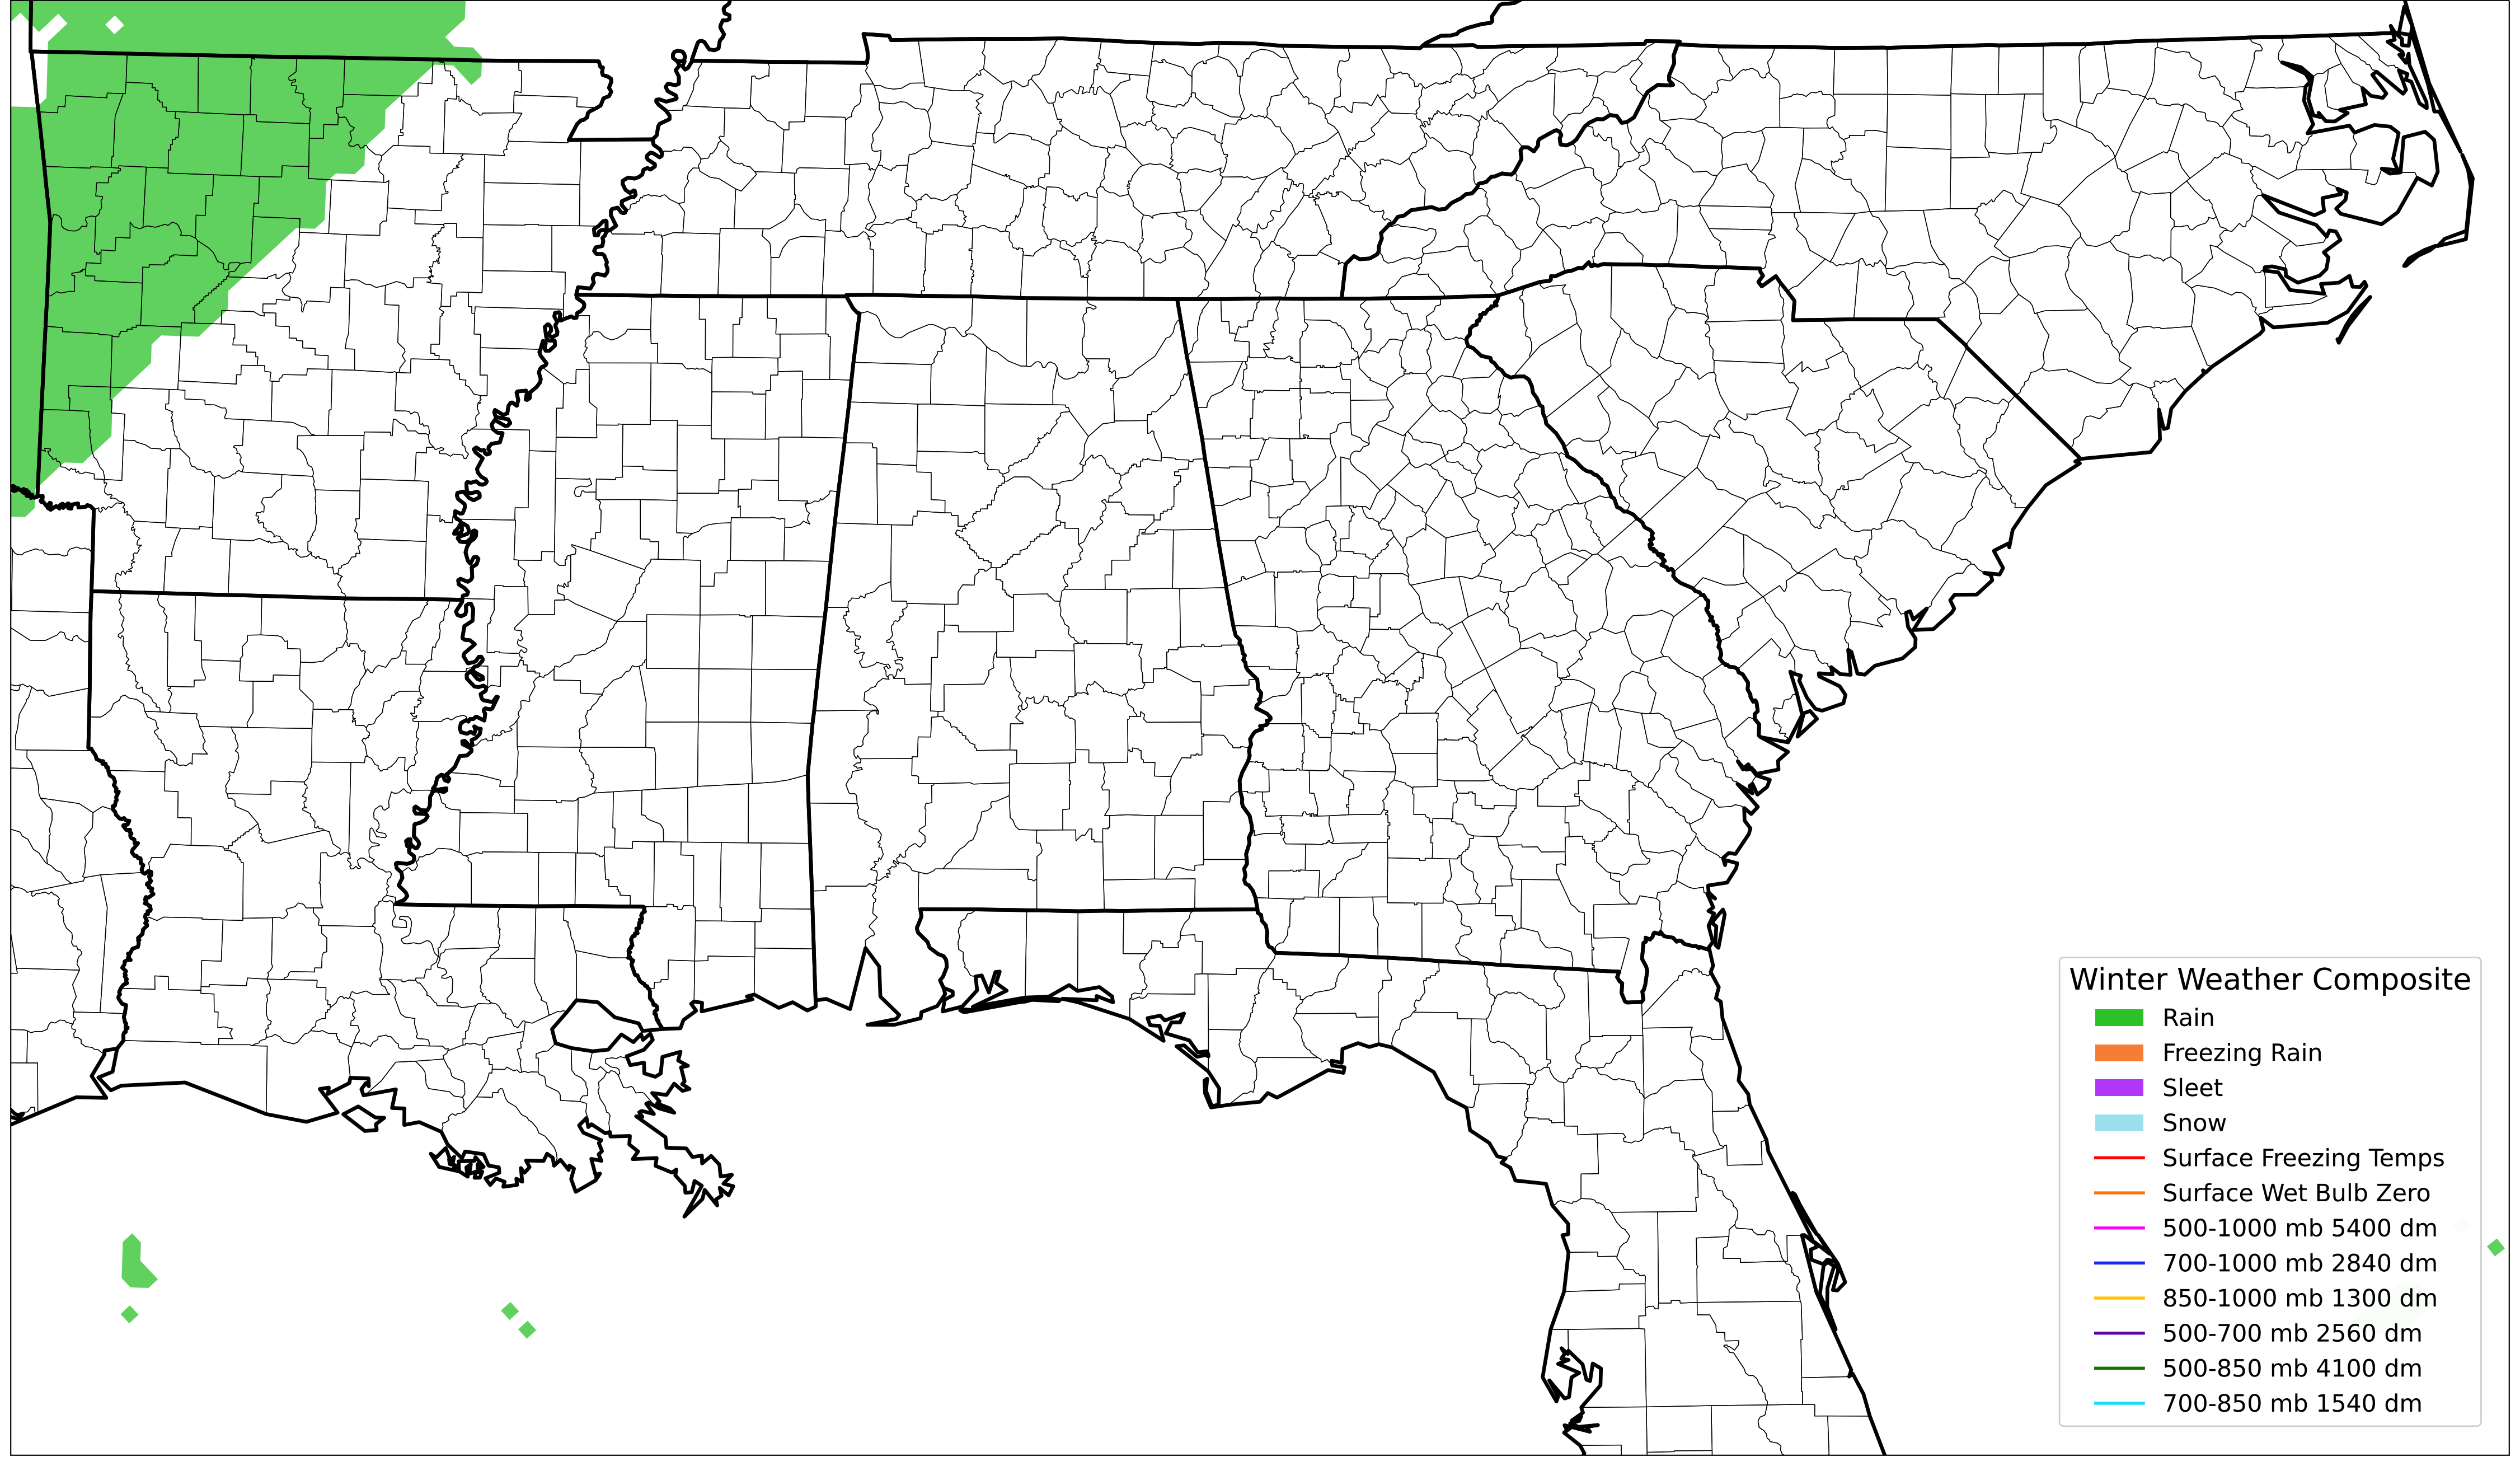 Winter Weather Composite
Rain
Freezing Rain
Sleet
Snow
Surface Freezing Temps
Surface Wet Bulb Zero
500-1000 mb 5400 dm
700-1000 mb 2840 dm
850-1000 mb 1300 dm
500-700 mb 2560 dm
500-850 mb 4100 dm
700-850 mb 1540 dm